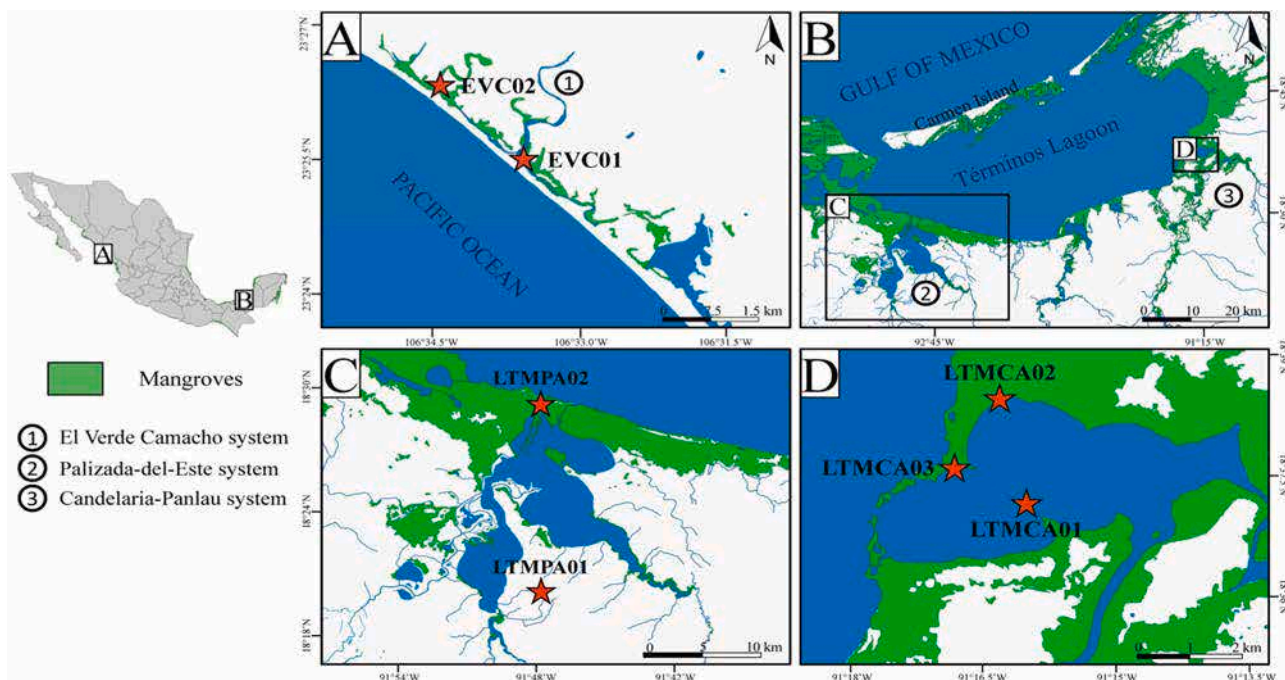 A
B
Mangroves
1 El Verde Camacho system
2 Palizada-del-Este system
3 Candelaria-Panlau system
A
N
23°27'N
23°25.5'N
23°24'N
EVC02
1
EVC01
PACIFIC OCEAN
0 7.5 1.5 km
106°34.5'W
106°33.0'W
106°31.5'W
B
N
GULF OF MEXICO
Carmen Island
Términos Lagoon
D
3
C
2
0 10 20 km
92°45'W
91°15'W
C
18°30'N
18°24'N
18°18'N
LTMPA02
LTMPA01
0 5 10 km
91°54'W
91°48'W
91°42'W
D
LTMCA02
LTMCA03
LTMCA01
0 1 2 km
91°18'W
91°16.5'W
91°15'W
91°13.5'W